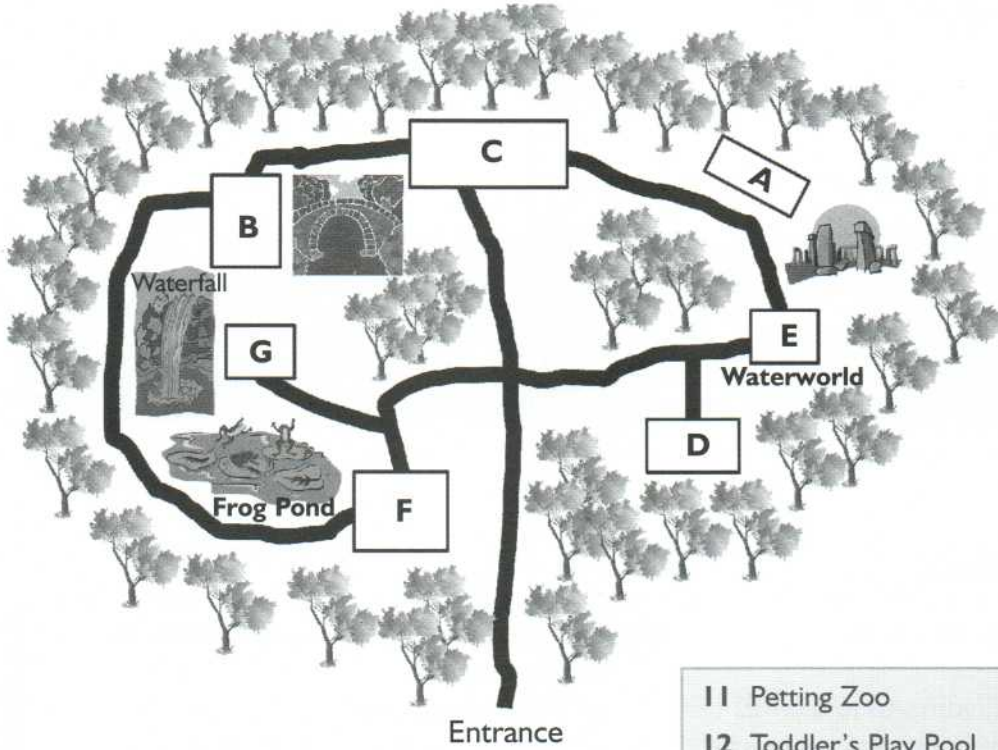 C
A
B
Waterfall
G
E
Waterworld
D
Frog Pond
F
Entrance
11 Petting Zoo
12 Toddler's Play Pool